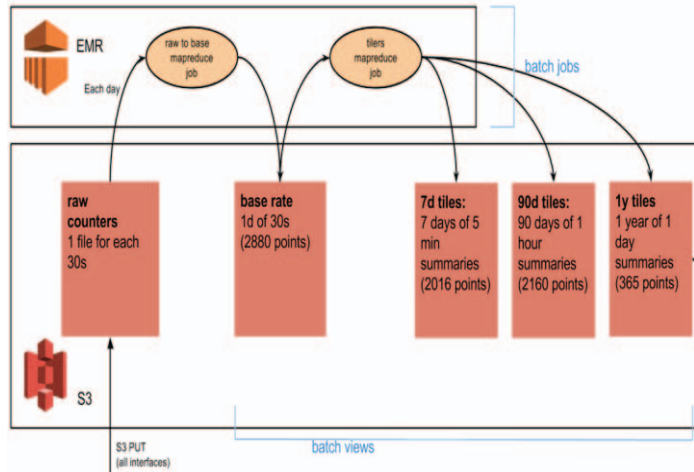 EMR
Each day
raw to base
mapreduce
job
tilers
mapreduce
job
batch jobs
raw
counters
1 file for each
30s
base rate
1d of 30s
(2880 points)
7d tiles:
7 days of 5
min
summaries
(2016 points)
90d tiles:
90 days of 1
hour
summaries
(2160 points)
1y tiles
1 year of 1
day
summaries
(365 points)
S3
S3 PUT
(all interfaces)
batch views